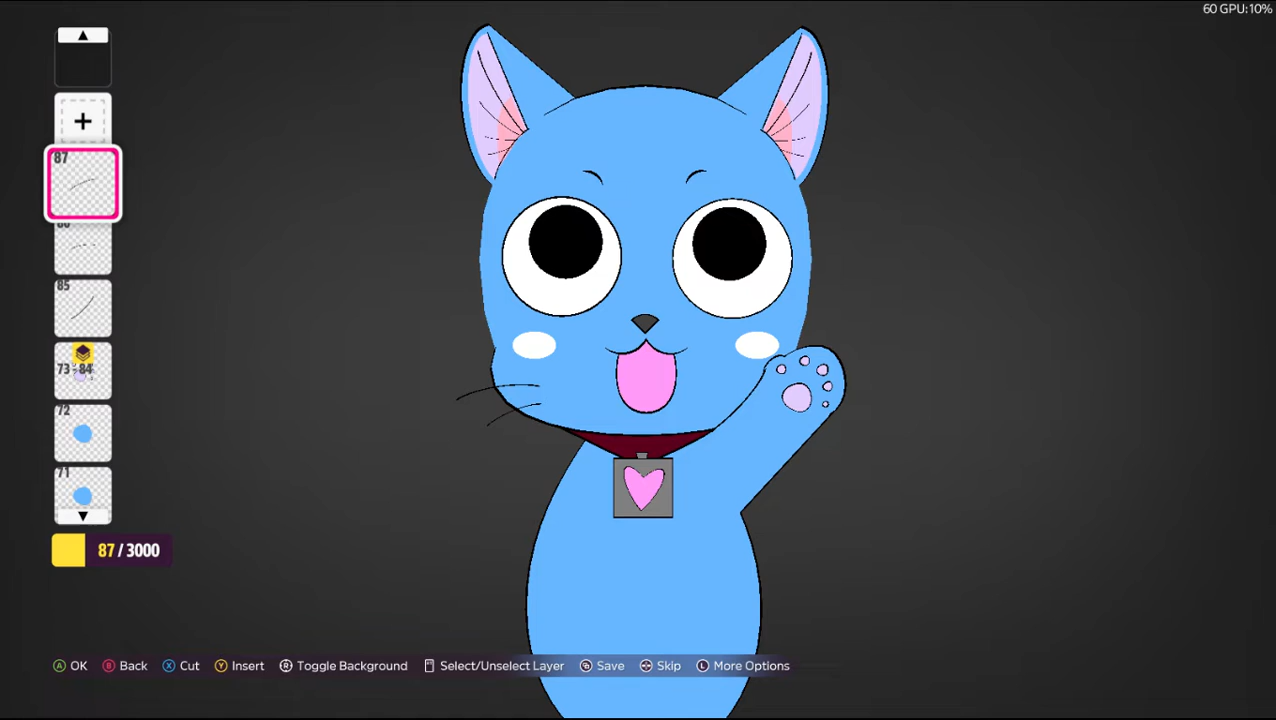 60 GPU:10%
87
86
85
73 - 84
72
71
87 / 3000
A OK B Back X Cut Y Insert R Toggle Background Select/Unselect Layer Save Skip L More Options